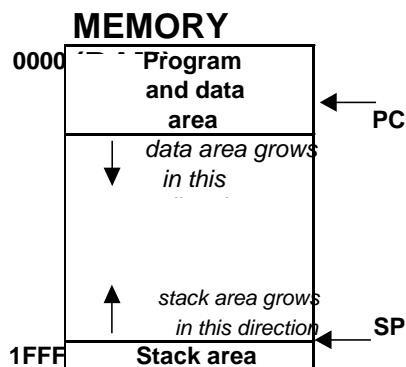 MEMORY
0000 Program
and data
area
PC
data area grows
in this
stack area grows
in this direction
SP
1FFF Stack area